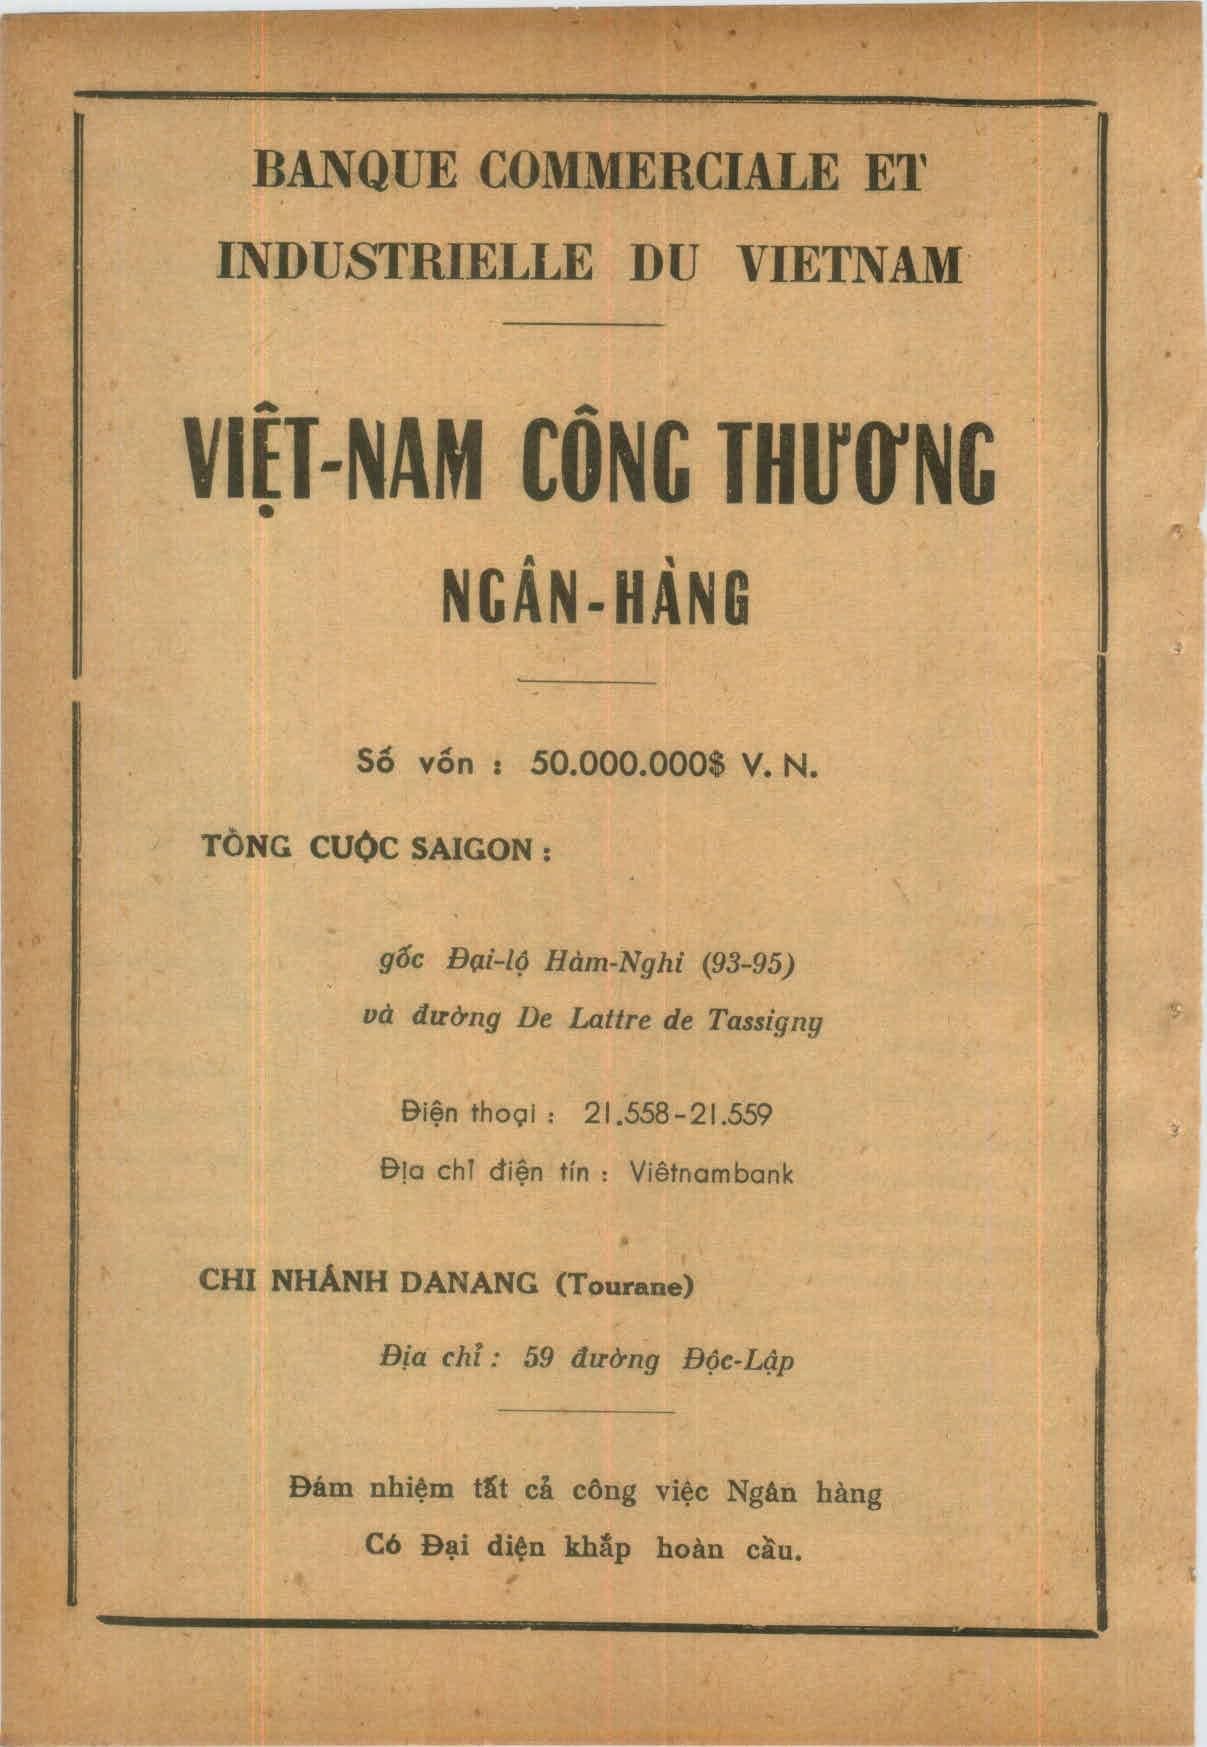 BANQUE COMMERCIALE ET
INDUSTRIELLE DU VIETNAM
VIỆT-NAM CÔNG THƯƠNG
NGÂN-HÀNG
Số vốn : 50.000.000$ V. N.
TỔNG CUỘC SAIGON :
gốc Đại-lộ Hàm-Nghi (93-95)
và đường De Lattre de Tassigny
Điện thoại : 21.558-21.559
Địa chỉ điện tín : Viêtnambank
CHI NHÁNH DANANG (Tourane)
Địa chỉ : 59 đường Độc-Lập
Đảm nhiệm tất cả công việc Ngân hàng
Có Đại diện khắp hoàn cầu.